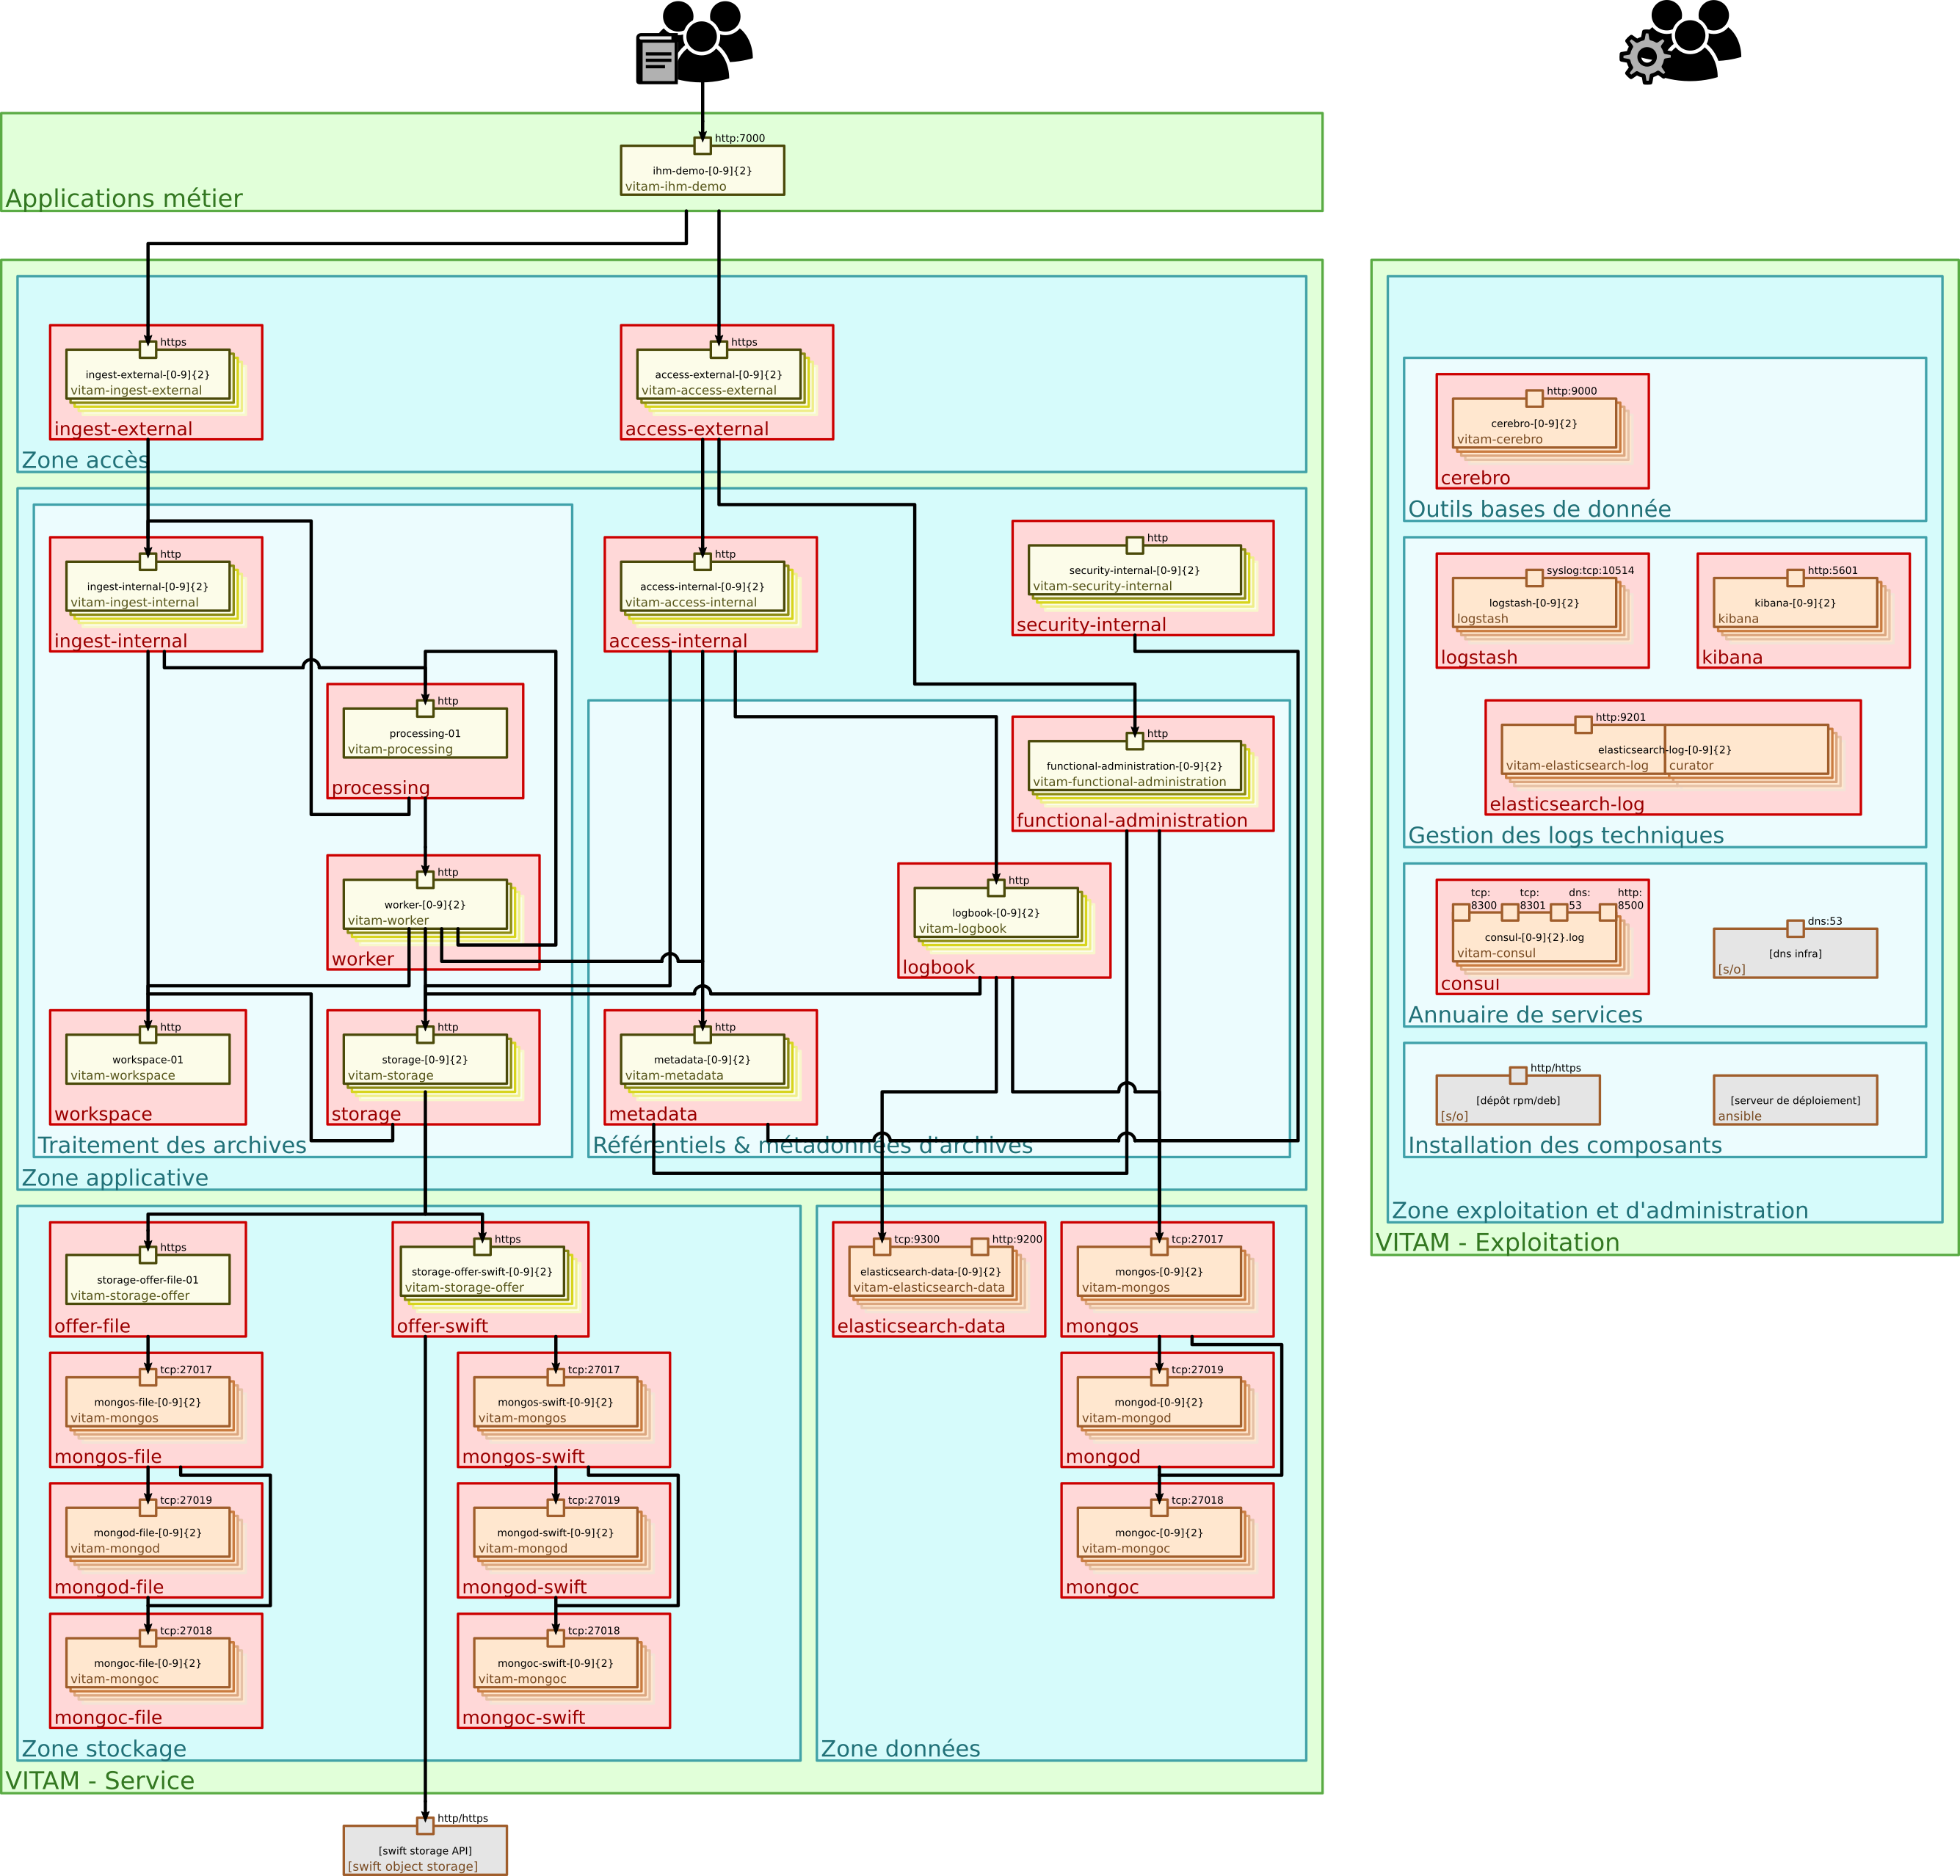 http:7000
ihm-demo-[0-9]{2}
vitam-ihm-demo
Applications métier
https
ingest-external-[0-9]{2}
vitam-ingest-external
ingest-external
https
access-external-[0-9]{2}
vitam-access-external
access-external
Zone accès
http
ingest-internal-[0-9]{2}
vitam-ingest-internal
ingest-internal
http
processing-01
vitam-processing
processing
http
worker-[0-9]{2}
vitam-worker
worker
http
workspace-01
vitam-workspace
workspace
http
storage-[0-9]{2}
vitam-storage
storage
Traitement des archives
http
access-internal-[0-9]{2}
vitam-access-internal
access-internal
http
security-internal-[0-9]{2}
vitam-security-internal
security-internal
http
functional-administration-[0-9]{2}
vitam-functional-administration
functional-administration
http
logbook-[0-9]{2}
vitam-logbook
logbook
http
metadata-[0-9]{2}
vitam-metadata
metadata
Référentiels & métadonnées d'archives
Zone applicative
https
storage-offer-file-01
vitam-storage-offer
offer-file
https
storage-offer-swift-[0-9]{2}
vitam-storage-offer
offer-swift
tcp:27017
mongos-file-[0-9]{2}
vitam-mongos
mongos-file
tcp:27017
mongos-swift-[0-9]{2}
vitam-mongos
mongos-swift
tcp:27019
mongod-file-[0-9]{2}
vitam-mongod
mongod-file
tcp:27019
mongod-swift-[0-9]{2}
vitam-mongod
mongod-swift
tcp:27018
mongoc-file-[0-9]{2}
vitam-mongoc
mongoc-file
tcp:27018
mongoc-swift-[0-9]{2}
vitam-mongoc
mongoc-swift
Zone stockage
tcp:9300
http:9200
elasticsearch-data-[0-9]{2}
vitam-elasticsearch-data
elasticsearch-data
tcp:27017
mongos-[0-9]{2}
vitam-mongos
mongos
tcp:27019
mongod-[0-9]{2}
vitam-mongod
mongod
tcp:27018
mongoc-[0-9]{2}
vitam-mongoc
mongoc
Zone données
VITAM - Service
http/https
[swift storage API]
[swift object storage]
http:9000
cerebro-[0-9]{2}
vitam-cerebro
cerebro
Outils bases de donnée
syslog:tcp:10514
logstash-[0-9]{2}
logstash
logstash
http:5601
kibana-[0-9]{2}
kibana
kibana
http:9201
elasticsearch-log-[0-9]{2}
vitam-elasticsearch-log
curator
elasticsearch-log
Gestion des logs techniques
tcp:
8300
tcp:
8301
dns:
53
http:
8500
consul-[0-9]{2}.log
vitam-consul
consul
dns:53
[dns infra]
[s/o]
Annuaire de services
http/https
[dépôt rpm/deb]
[s/o]
[serveur de déploiement]
ansible
Installation des composants
Zone exploitation et d'administration
VITAM - Exploitation